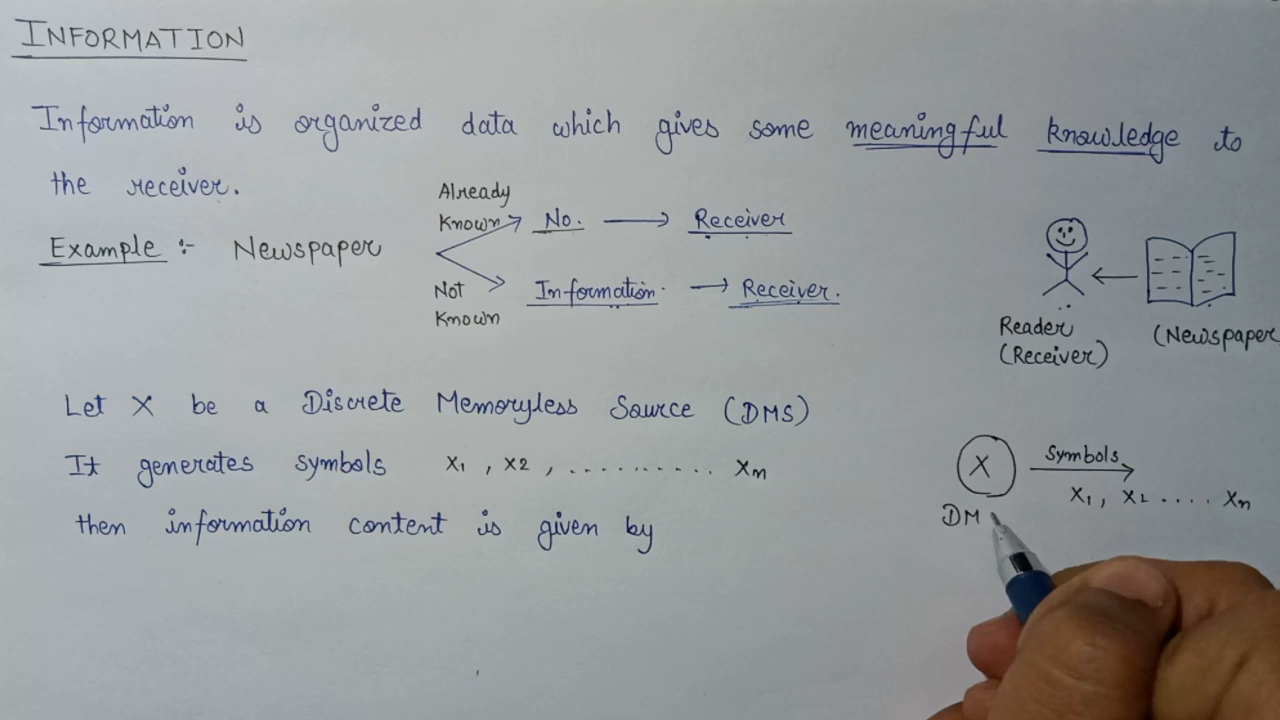 INFORMATION
Information is organized data which gives some meaningful knowledge to
the receiver.
Example :- Newspaper
Already
Known
No. → Receiver
Not
Known
Information → Receiver.
Reader
(Receiver)
(Newspaper
Let X be a Discrete Memoryless Source (DMS)
It generates symbols x1 , x2 , .......... xn
then information content is given by
X
Symbols
x1 , x2 .... xn
DM